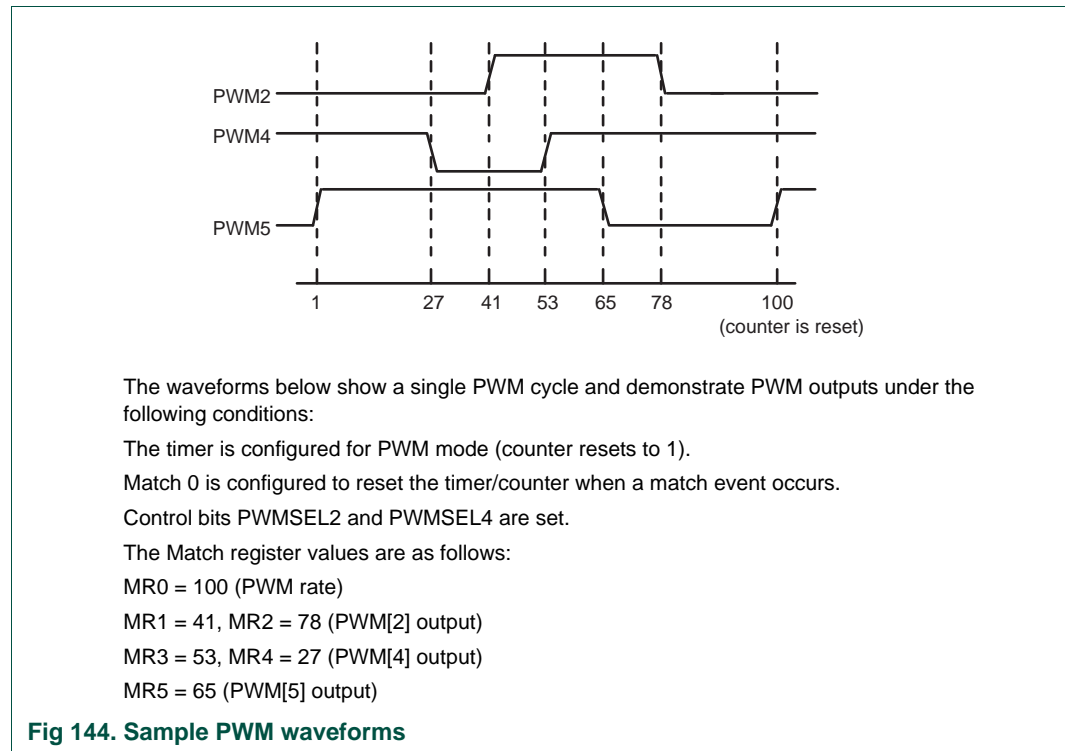 PWM2
PWM4
PWM5
1 27 41 53 65 78 100
(counter is reset)
The waveforms below show a single PWM cycle and demonstrate PWM outputs under the
following conditions:
The timer is configured for PWM mode (counter resets to 1).
Match 0 is configured to reset the timer/counter when a match event occurs.
Control bits PWMSEL2 and PWMSEL4 are set.
The Match register values are as follows:
MR0 = 100 (PWM rate)
MR1 = 41, MR2 = 78 (PWM[2] output)
MR3 = 53, MR4 = 27 (PWM[4] output)
MR5 = 65 (PWM[5] output)
Fig 144. Sample PWM waveforms